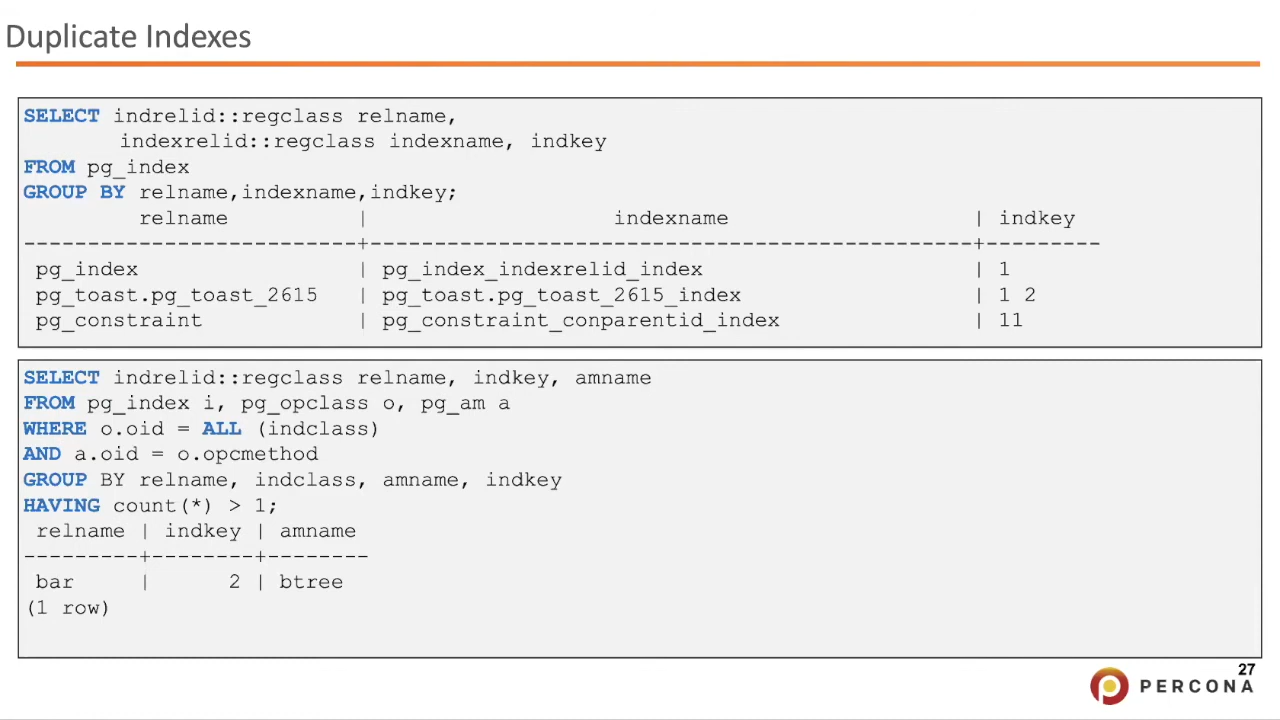 Duplicate Indexes
SELECT indrelid::regclass relname,
indexrelid::regclass indexname, indkey
FROM pg_index
GROUP BY relname,indexname,indkey;
relname | indexname | indkey
--------------------------+-----------------------------------------------+---------
pg_index | pg_index_indexrelid_index | 1
pg_toast.pg_toast_2615 | pg_toast.pg_toast_2615_index | 1 2
pg_constraint | pg_constraint_conparentid_index | 11
SELECT indrelid::regclass relname, indkey, amname
FROM pg_index i, pg_opclass o, pg_am a
WHERE o.oid = ALL (indclass)
AND a.oid = o.opcmethod
GROUP BY relname, indclass, amname, indkey
HAVING count(*) > 1;
relname | indkey | amname
---------+--------+--------
bar | 2 | btree
(1 row)
27
PERCONA